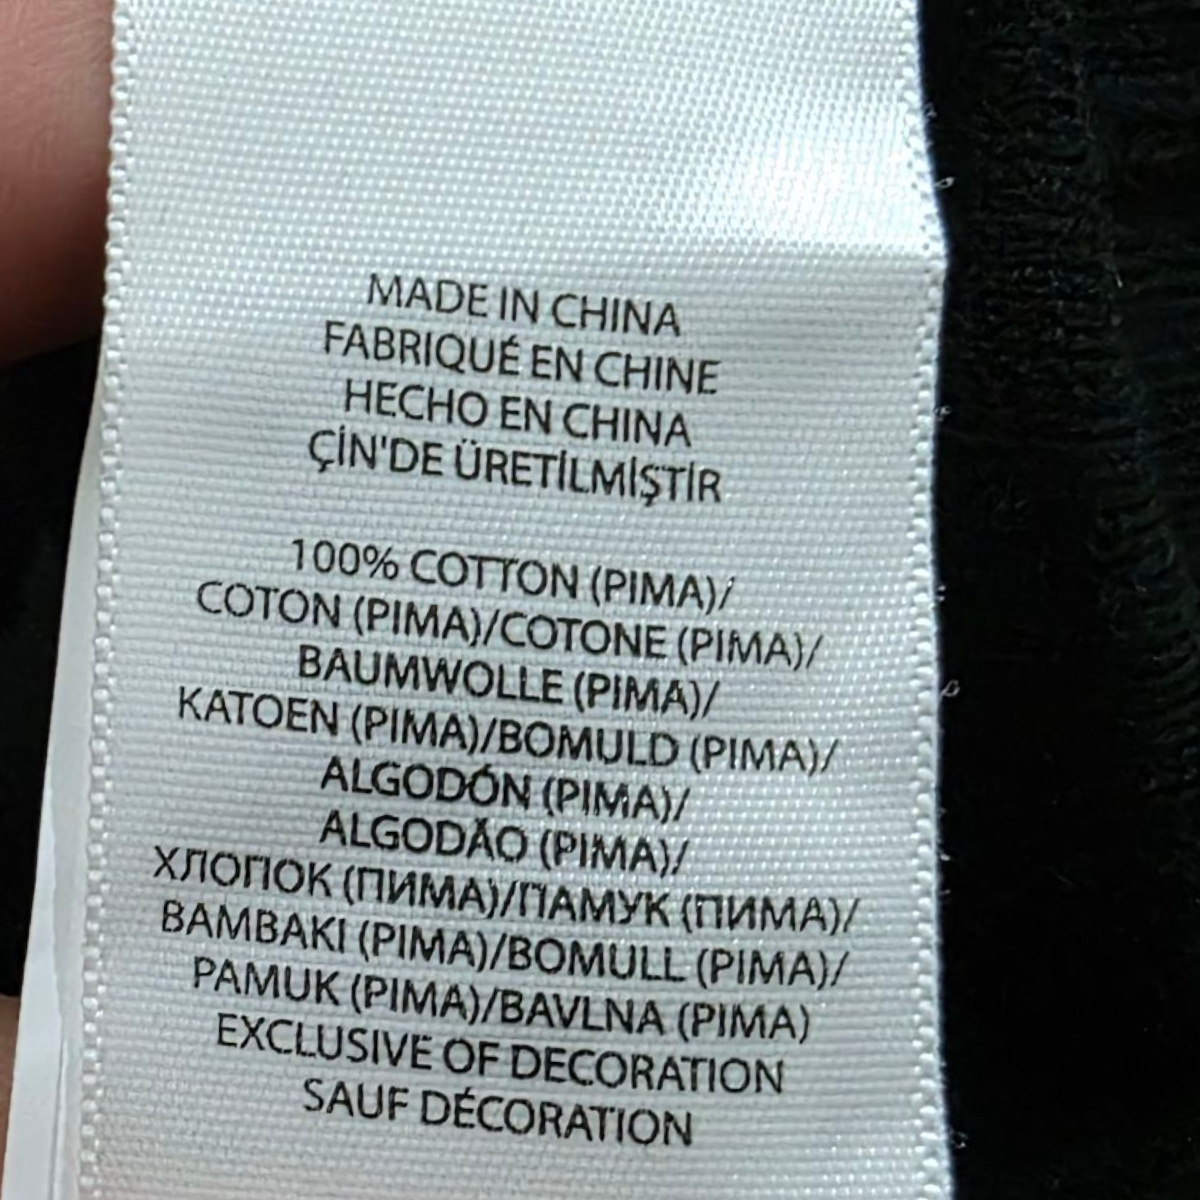 MADE IN CHINA
FABRIQUÉ EN CHINE
HECHO EN CHINA
ÇİN'DE ÜRETİLMİŞTİR
100% COTTON (PIMA)/
COTON (PIMA)/COTONE (PIMA)/
BAUMWOLLE (PIMA)/
KATOEN (PIMA)/BOMULD (PIMA)/
ALGODÓN (PIMA)/
ALGODÃO (PIMA)/
ХЛОПОК (ПИМА)/ПАМУК (ПИМА)/
BAMBAKI (PIMA)/BOMULL (PIMA)/
PAMUK (PIMA)/BAVLNA (PIMA)
EXCLUSIVE OF DECORATION
SAUF DÉCORATION